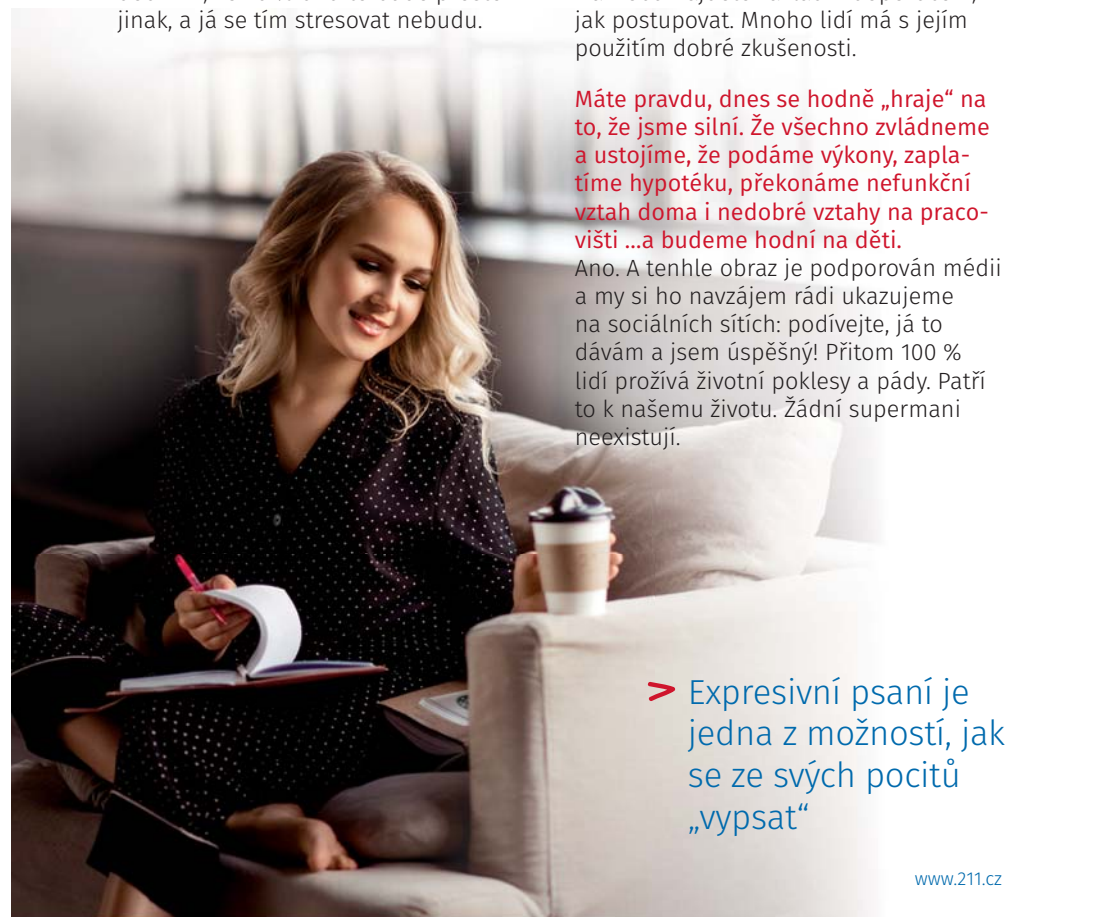 jinak, a já se tím stresovat nebudu.
jak postupovat. Mnoho lidí má s jejím
použitím dobré zkušenosti.
Máte pravdu, dnes se hodně „hraje“ na
to, že jsme silní. Že všechno zvládneme
a ustojíme, že podáme výkony, zapla-
tíme hypotéku, překonáme nefunkční
vztah doma i nedobré vztahy na praco-
višti ...a budeme hodní na děti.
Ano. A tenhle obraz je podporován médii
a my si ho navzájem rádi ukazujeme
na sociálních sítích: podívejte, já to
dávám a jsem úspěšný! Přitom 100 %
lidí prožívá životní poklesy a pády. Patří
to k našemu životu. Žádní supermani
neexistují.
> Expresivní psaní je
jedna z možností, jak
se ze svých pocitů
„vypsat“
www.211.cz